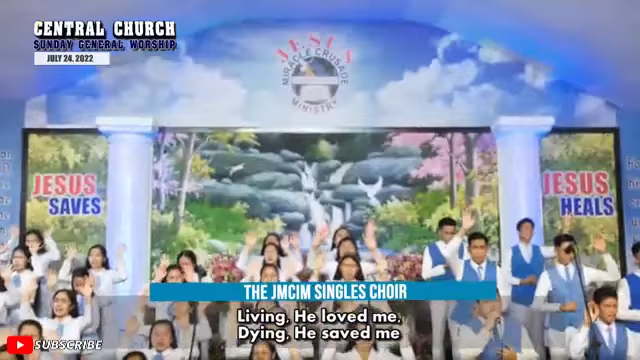 CENTRAL CHURCH
SUNDAY GENERAL WORSHIP
JULY 24, 2022
JESUS
MIRACLE CRUSADE
MINISTRY
JESUS
SAVES
JESUS
HEALS
THE JMCIM SINGLES CHOIR
Living, He loved me,
Dying, He saved me
SUBSCRIBE